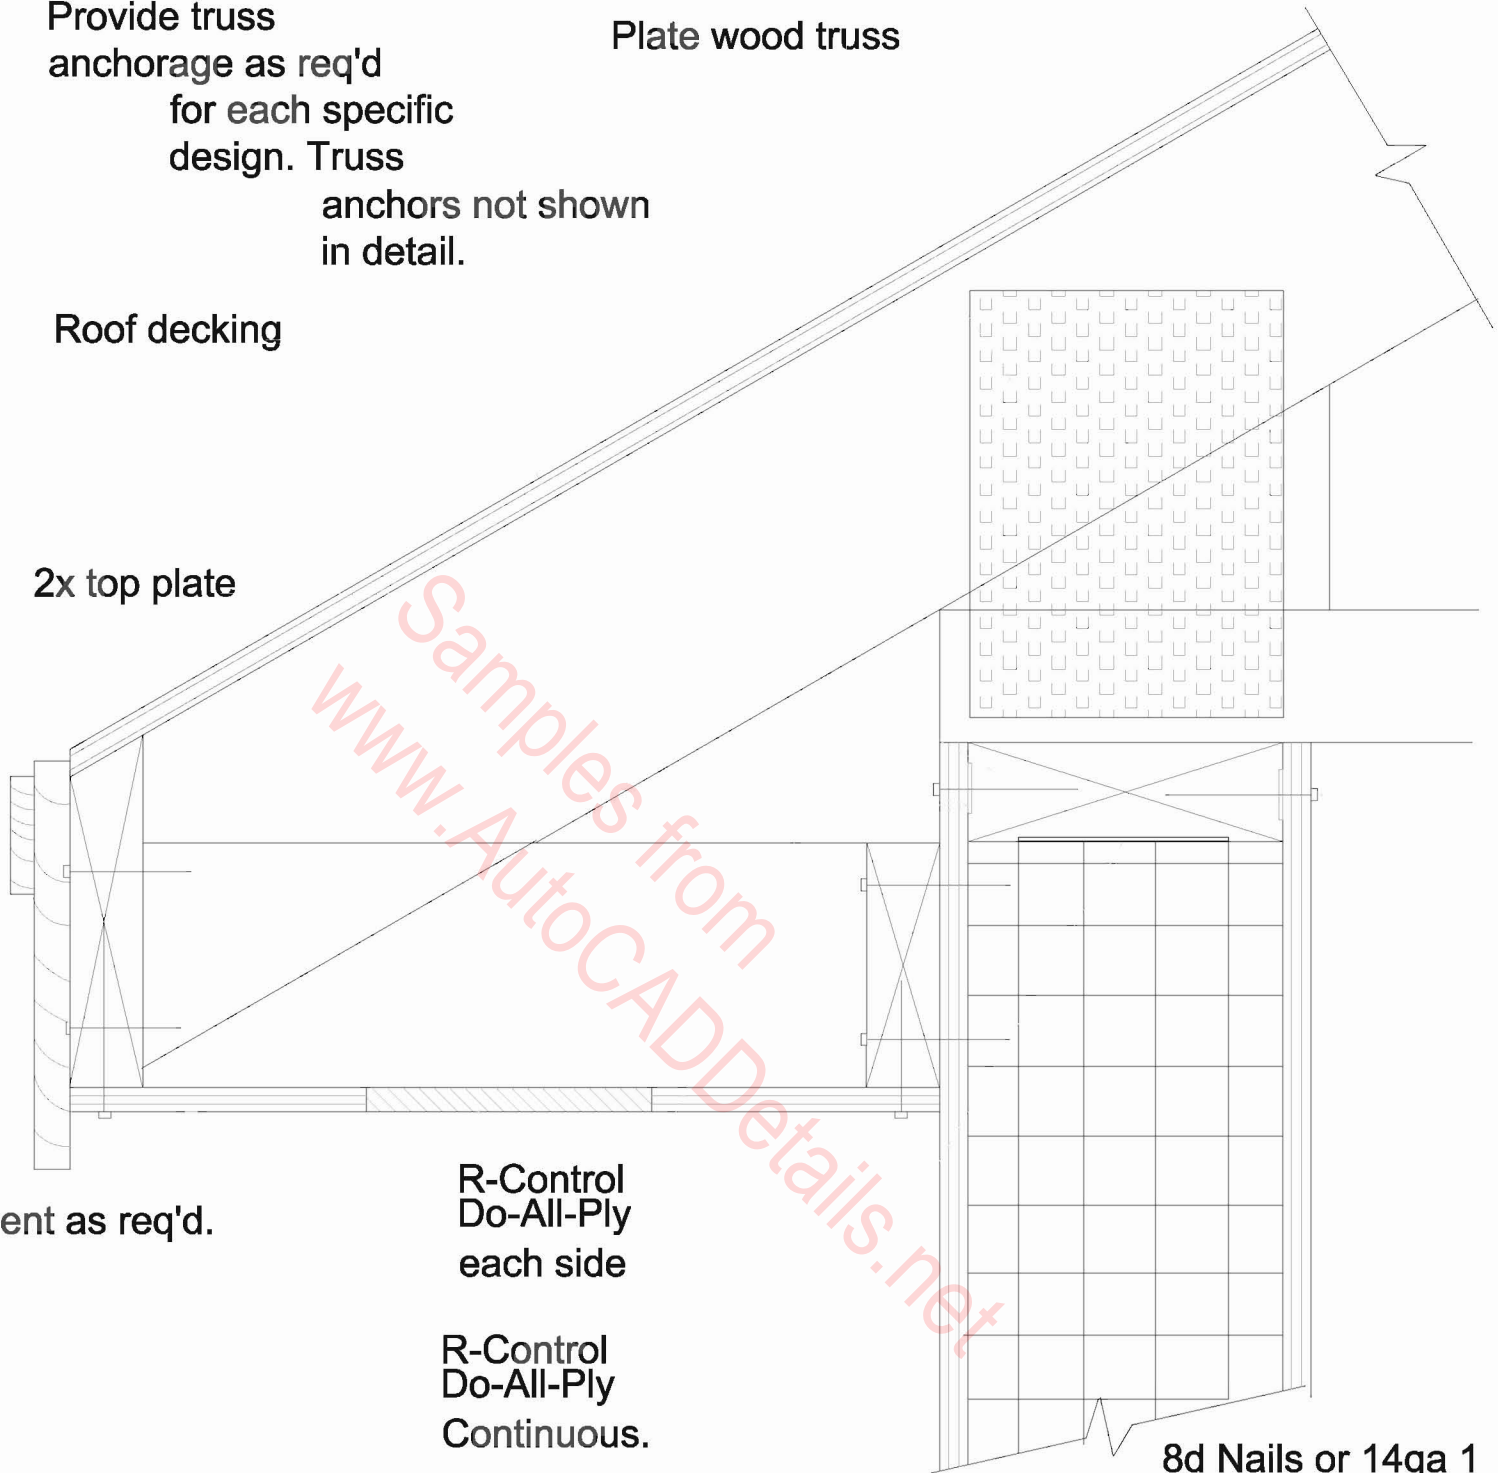 Provide truss
anchorage as req'd
for each specific
design. Truss
anchors not shown
in detail.
Plate wood truss
Roof decking
2x top plate
Samples from
www.AutoCADDetails.net
ent as req'd.
R-Control
Do-All-Ply
each side
R-Control
Do-All-Ply
Continuous.
8d Nails or 14ga 1